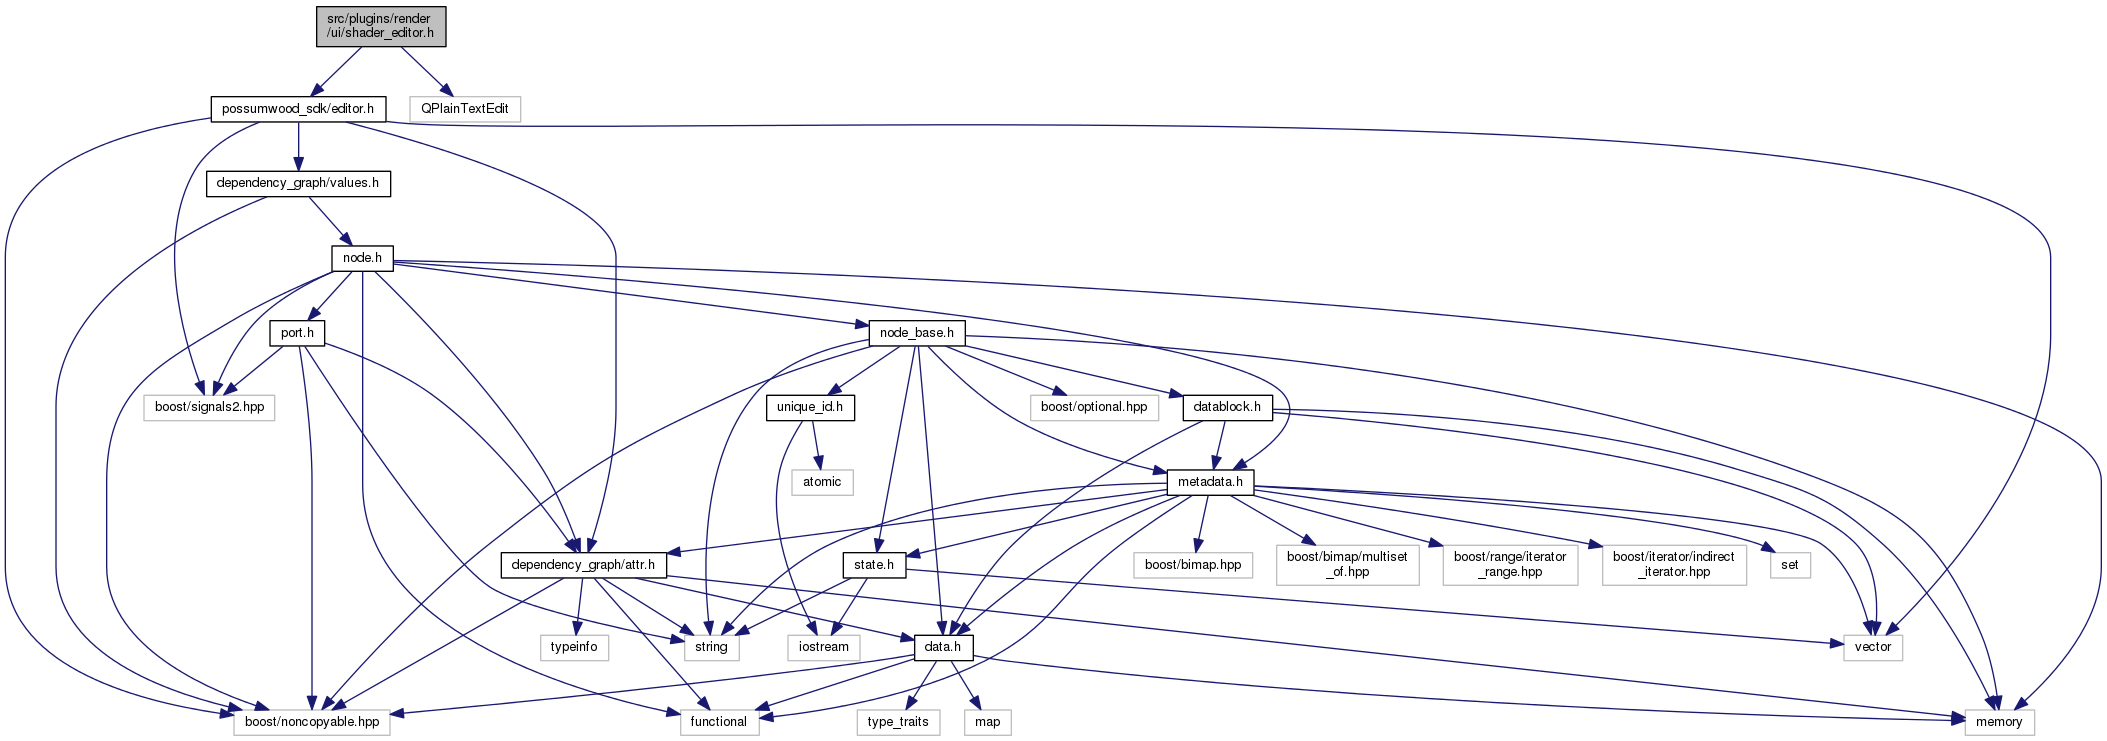 src/plugins/render
/ui/shader_editor.h
possumwood_sdk/editor.h
QPlainTextEdit
dependency_graph/values.h
node.h
port.h
node_base.h
boost/signals2.hpp
unique_id.h
boost/optional.hpp
datablock.h
atomic
metadata.h
dependency_graph/attr.h
state.h
boost/bimap.hpp
boost/bimap/multiset
_of.hpp
boost/range/iterator
_range.hpp
boost/iterator/indirect
_iterator.hpp
set
typeinfo
string
iostream
data.h
vector
boost/noncopyable.hpp
functional
type_traits
map
memory